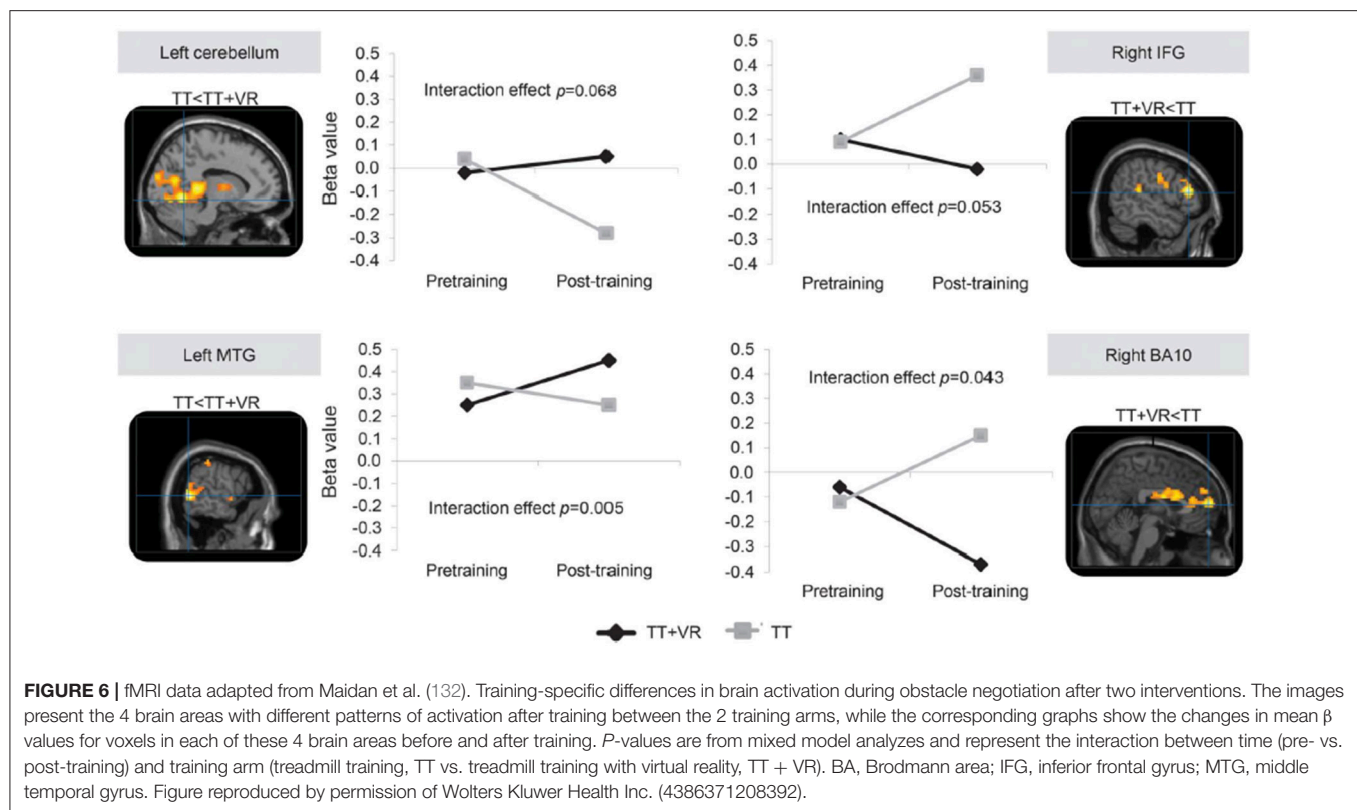 Left cerebellum
TT<TT+VR
Beta value
0.5
0.4
0.3
0.2
0.1
0.0
-0.1
-0.2
-0.3
-0.4
Interaction effect p=0.068
Pretraining Post-training
0.5
0.4
0.3
0.2
0.1
0.0
-0.1
-0.2
-0.3
-0.4
Interaction effect p=0.053
Pretraining Post-training
Right IFG
TT+VR<TT
Left MTG
TT<TT+VR
Beta value
0.5
0.4
0.3
0.2
0.1
0.0
-0.1
-0.2
-0.3
-0.4
Interaction effect p=0.005
Pretraining Post-training
0.5
0.4
0.3
0.2
0.1
0.0
-0.1
-0.2
-0.3
-0.4
Interaction effect p=0.043
Pretraining Post-training
Right BA10
TT+VR<TT
TT+VR TT
FIGURE 6 | fMRI data adapted from Maidan et al. (132). Training-specific differences in brain activation during obstacle negotiation after two interventions. The images
present the 4 brain areas with different patterns of activation after training between the 2 training arms, while the corresponding graphs show the changes in mean β
values for voxels in each of these 4 brain areas before and after training. P-values are from mixed model analyzes and represent the interaction between time (pre- vs.
post-training) and training arm (treadmill training, TT vs. treadmill training with virtual reality, TT + VR). BA, Brodmann area; IFG, inferior frontal gyrus; MTG, middle
temporal gyrus. Figure reproduced by permission of Wolters Kluwer Health Inc. (4386371208392).